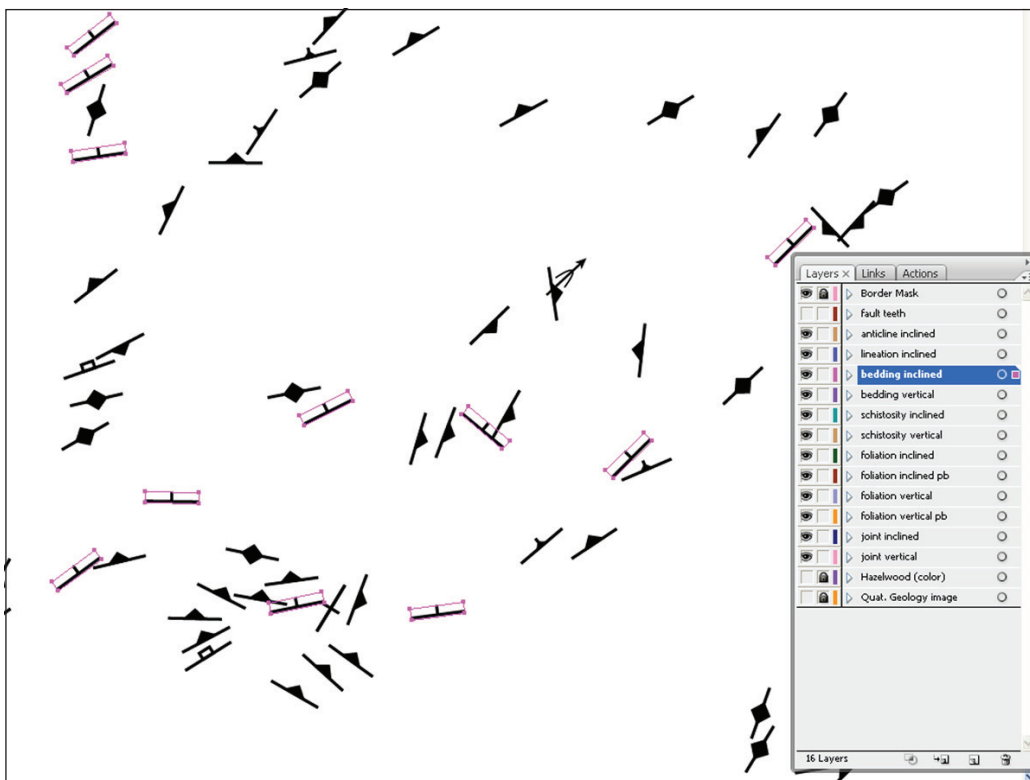 Layers × Links Actions
Border Mask
fault teeth
anticline inclined
lineation inclined
bedding inclined
bedding vertical
schistosity inclined
schistosity vertical
foliation inclined
foliation inclined pb
foliation vertical
foliation vertical pb
joint inclined
joint vertical
Hazelwood (color)
Quat. Geology image
16 Layers